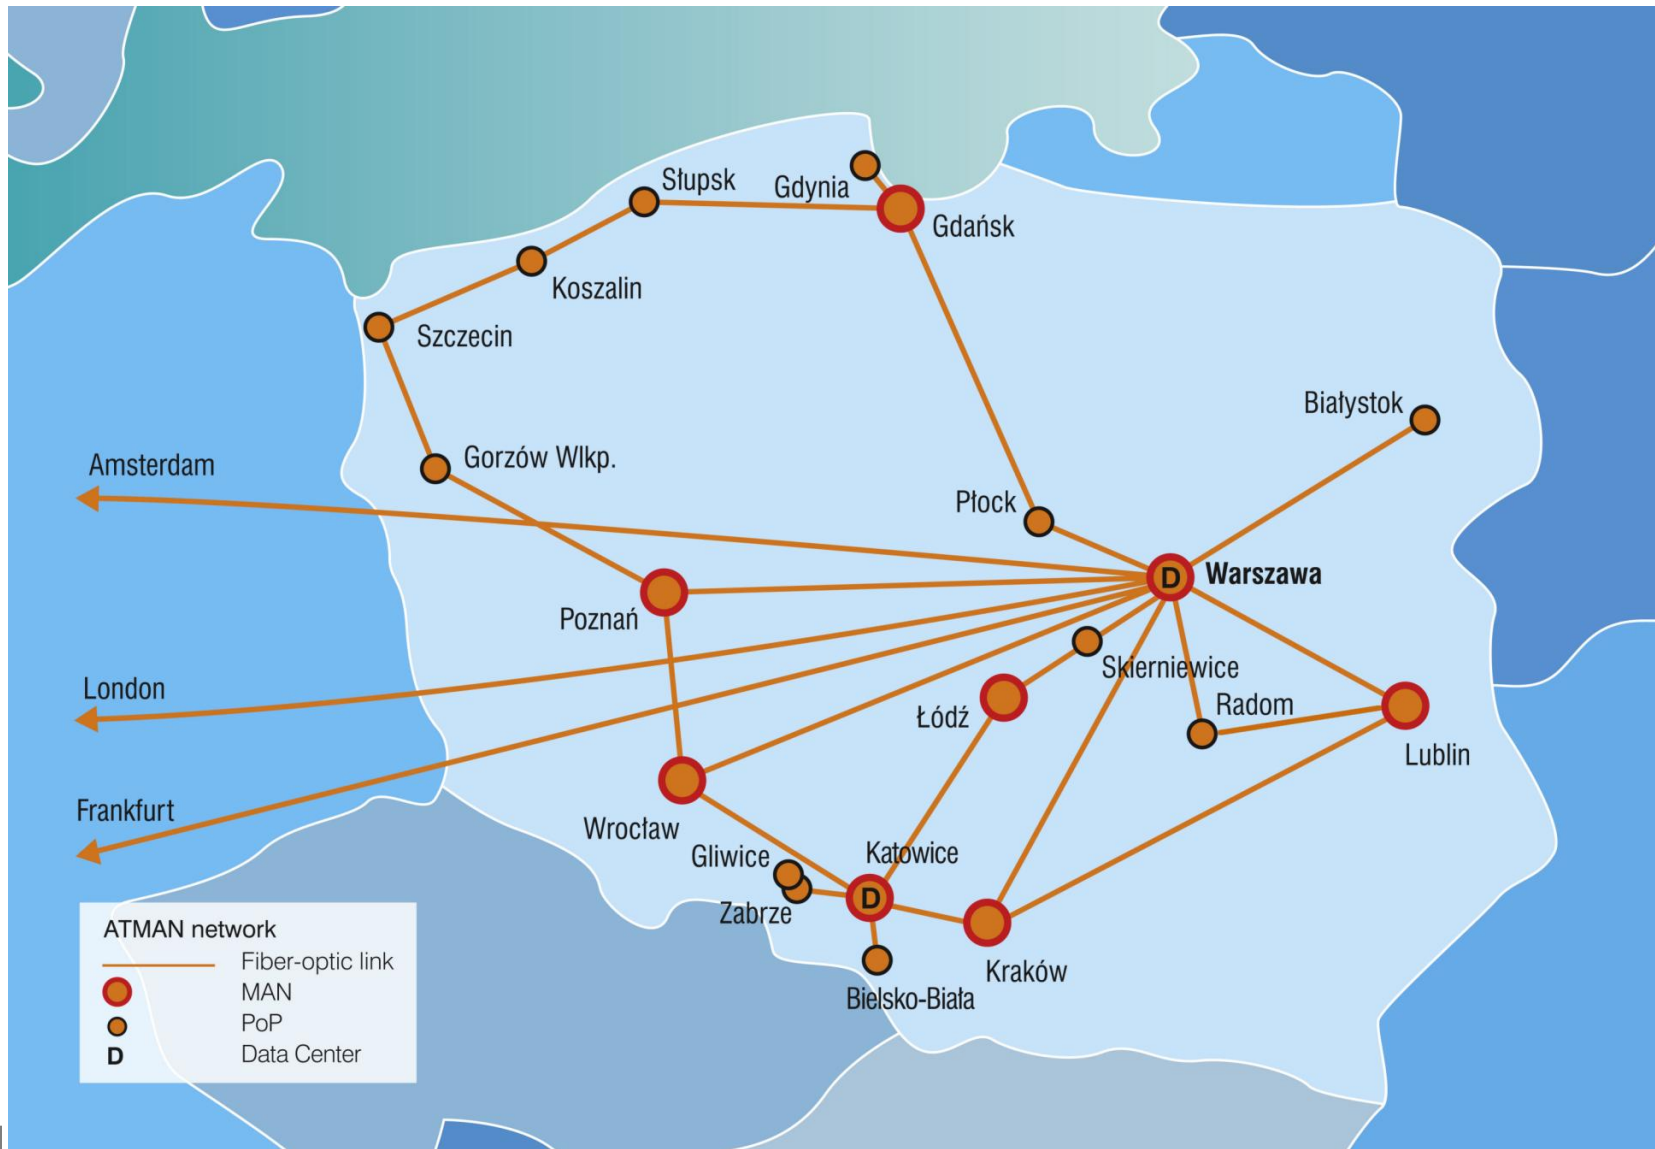 Słupsk
Gdynia
Gdańsk
Koszalin
Szczecin
Białystok
Gorzów Wlkp.
Amsterdam
Płock
Warszawa
D
Poznań
Skierniewice
London
Łódź
Radom
Lublin
Frankfurt
Wrocław
Katowice
Gliwice
D
Zabrze
Kraków
Bielsko-Biała
ATMAN network
Fiber-optic link
MAN
PoP
D Data Center